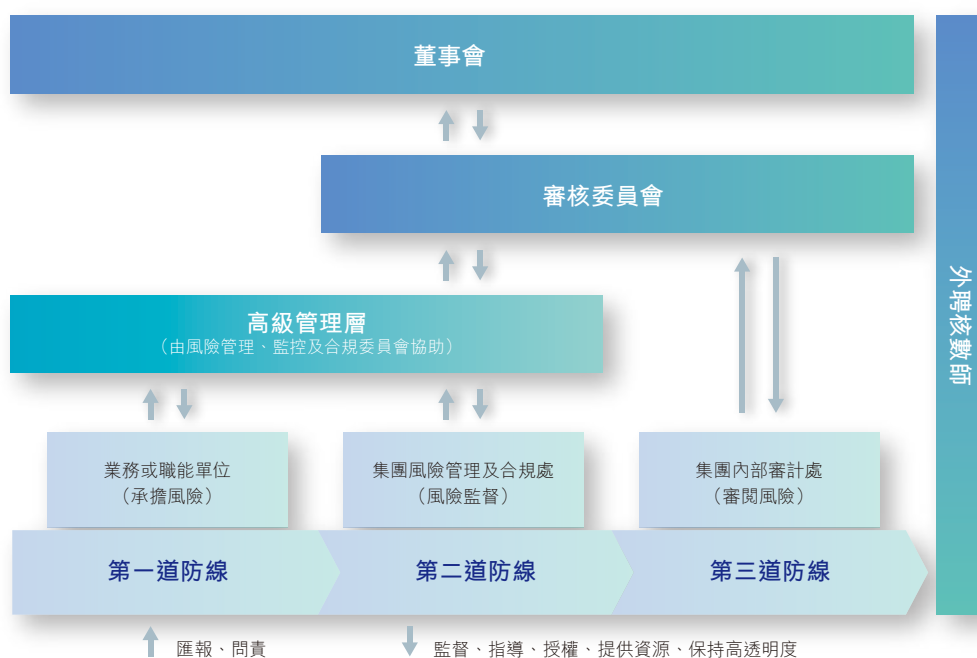 董事會
審核委員會
高級管理層
（由風險管理、監控及合規委員會協助）
外聘核數師
業務或職能單位
（承擔風險）
集團風險管理及合規處
（風險監督）
集團內部審計處
（審閱風險）
第一道防線
第二道防線
第三道防線
匯報、問責
監督、指導、授權、提供資源、保持高透明度